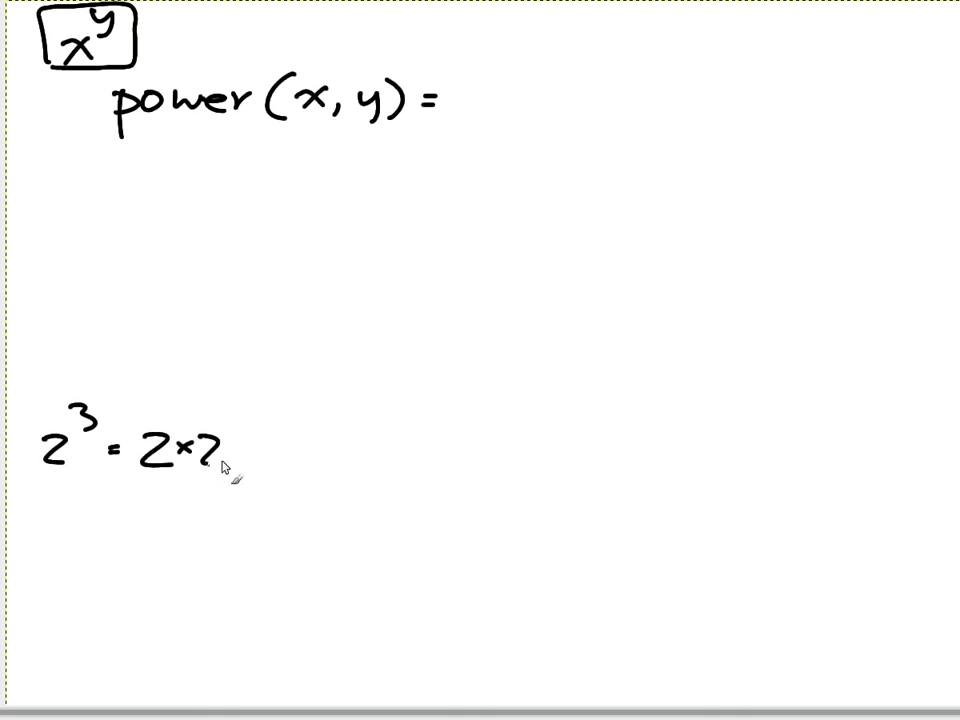 x^y
power(x, y) =
2^3 = 2×2